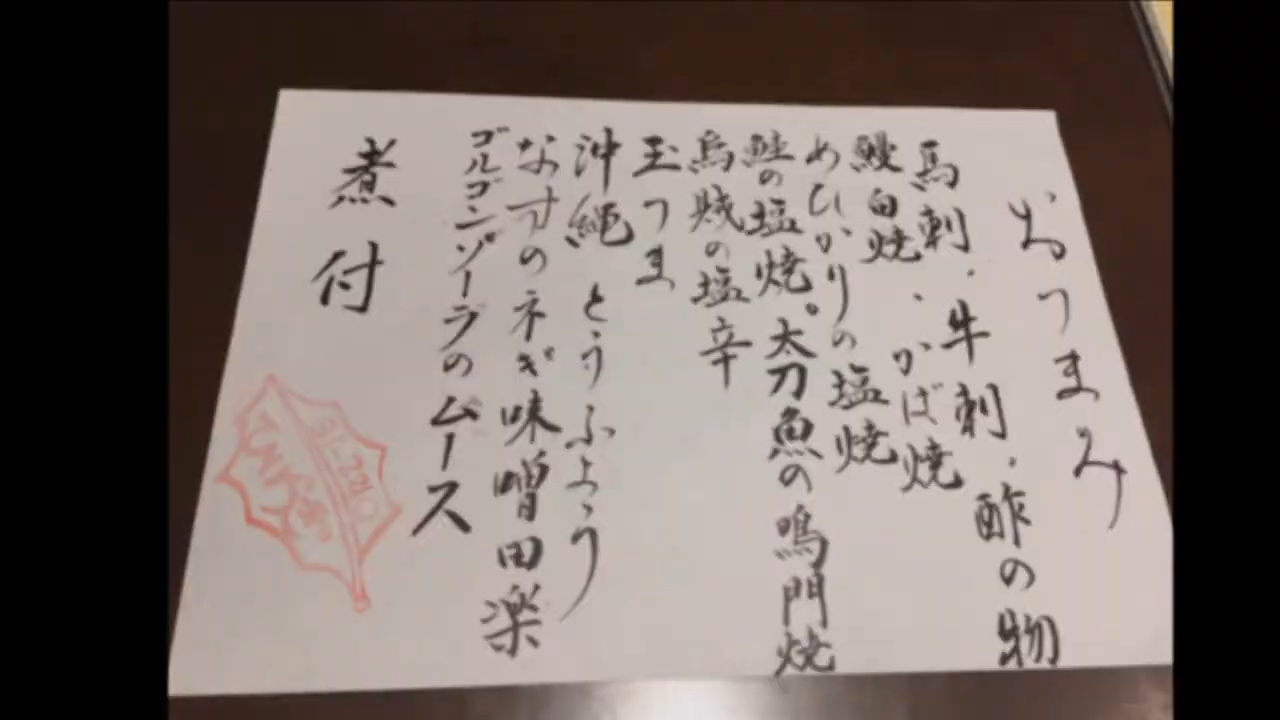 おつまみ
馬刺・牛刺・酢の物
鰻白焼・かば焼
めひかりの塩焼
鮭の塩焼。太刀魚の鳴門焼
烏賊の塩辛
玉つま
沖縄とうふよう
なすのネギ味噌田楽
ゴルゴンゾーラのムース
煮付